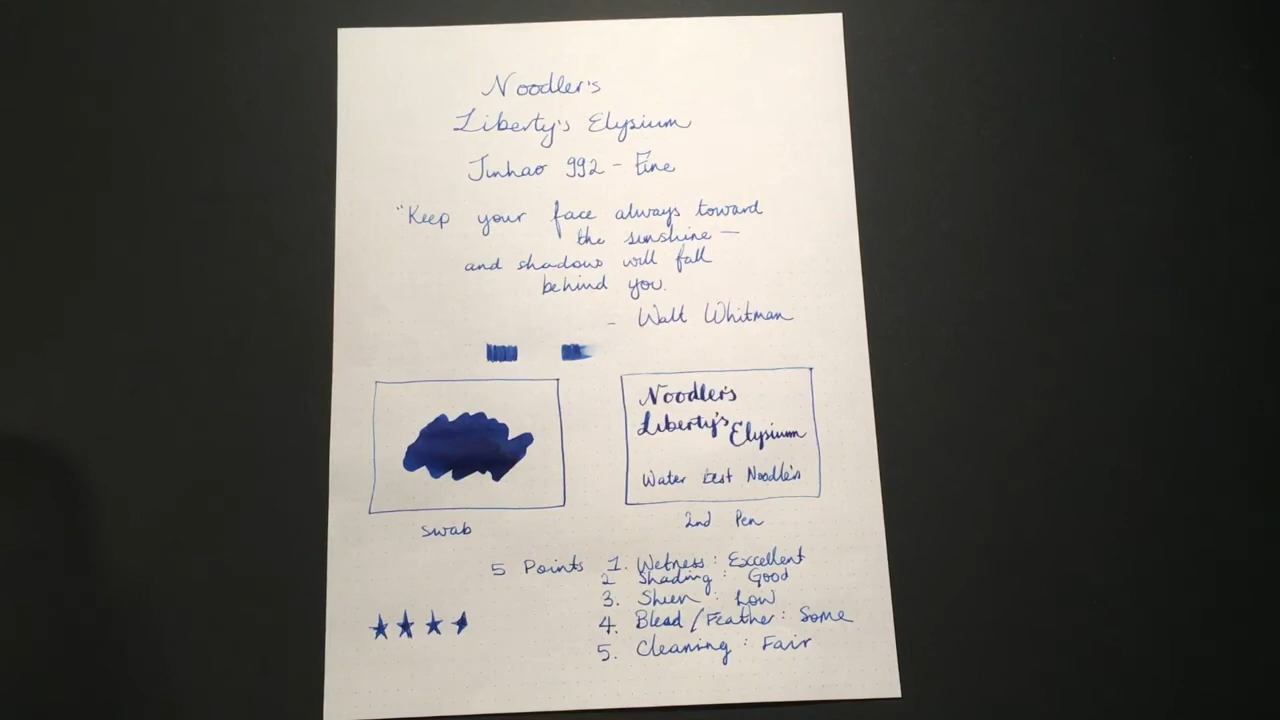 Noodler's
Liberty's Elysium
Jinhao 992 - Fine
"Keep your face always toward
the sunshine —
and shadows will fall
behind you.
- Walt Whitman
Noodler's
Liberty's Elysium
Water test Noodler's
swab
2nd Pen
5 Points 1. Wetness: Excellent
2 Shading: Good
3. Sheen: Low
4. Bleed/Feather: Some
5. Cleaning: Fair